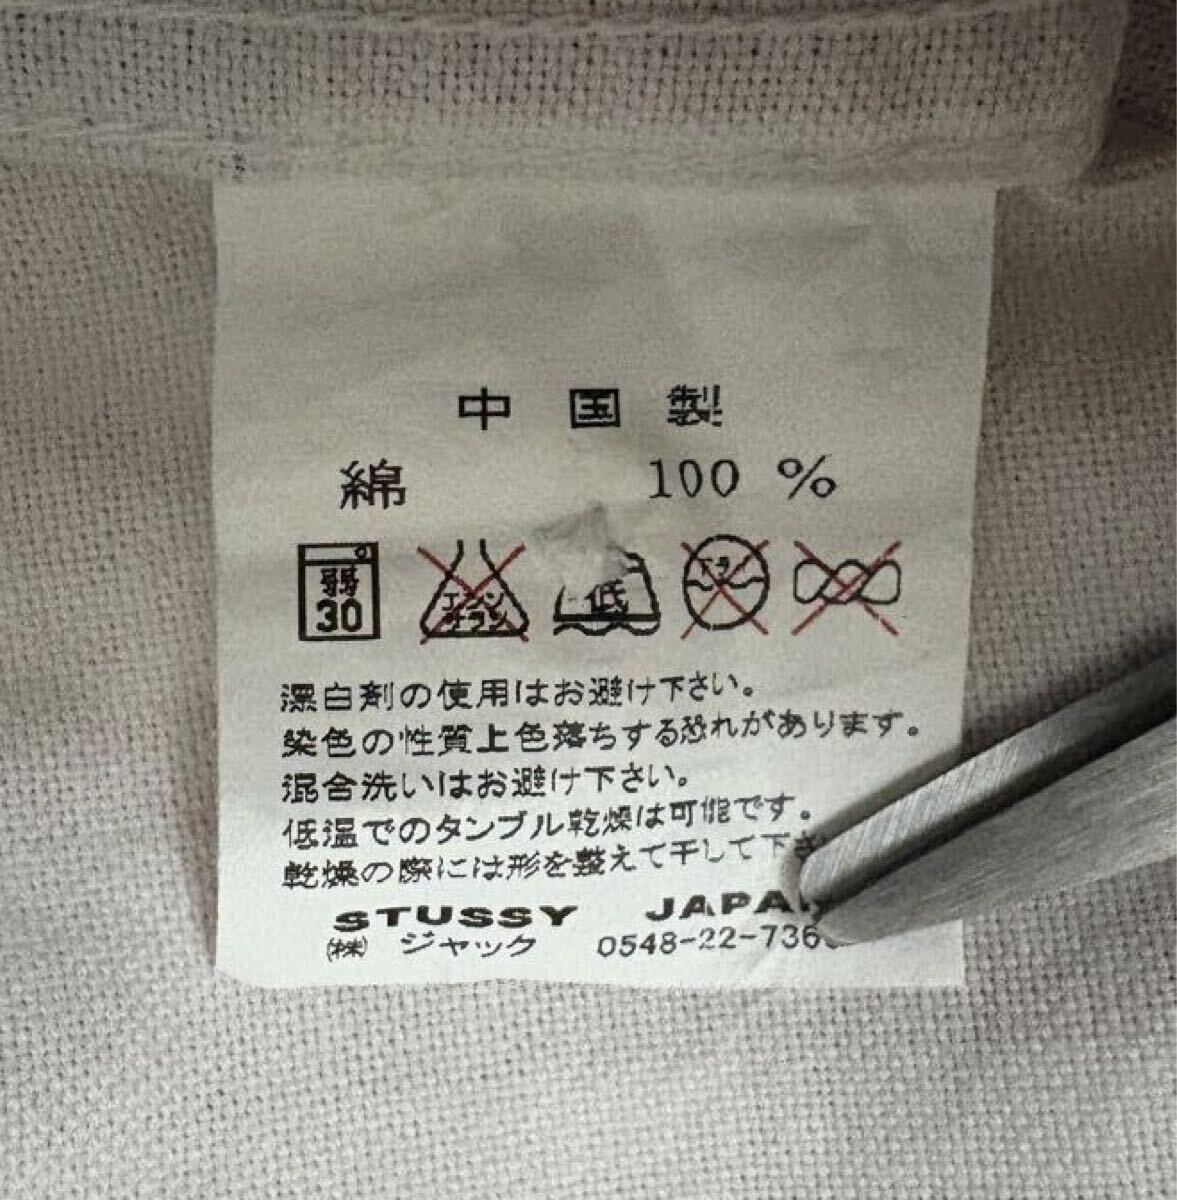 中国製
綿 100 %
弱 30 エンソ サラシ 低 ドライ
漂白剤の使用はお避け下さい。
染色の性質上色落ちする恐れがあります。
混合洗いはお避け下さい。
低温でのタンブル乾燥は可能です。
乾燥の際には形を整えて干して下さ
STUSSY JAPA
(株) ジャック 0548-22-736